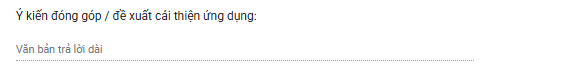 Ý kiến đóng góp / đề xuất cải thiện ứng dụng:
Văn bản trả lời dài